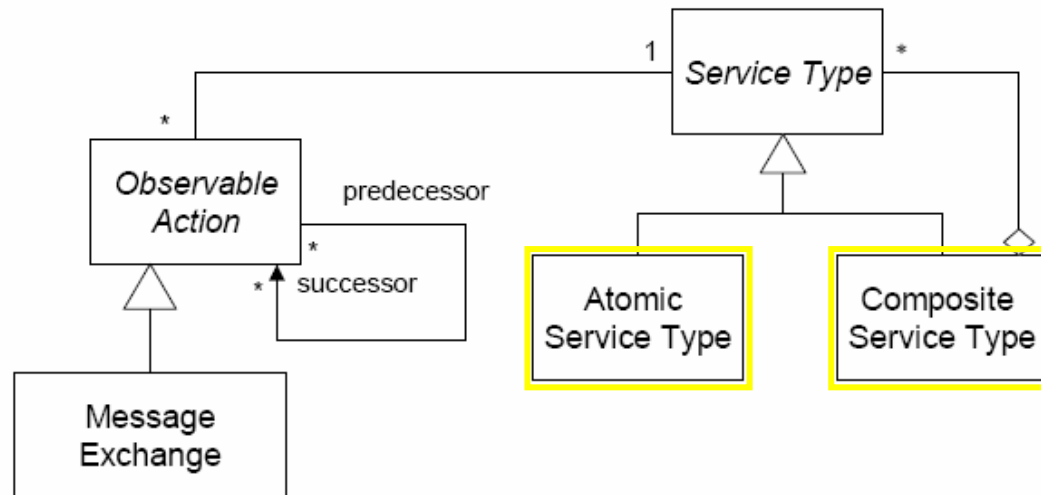 1
Service Type
*
*
Observable
Action
predecessor
*
*
successor
Atomic
Service Type
Composite
Service Type
Message
Exchange